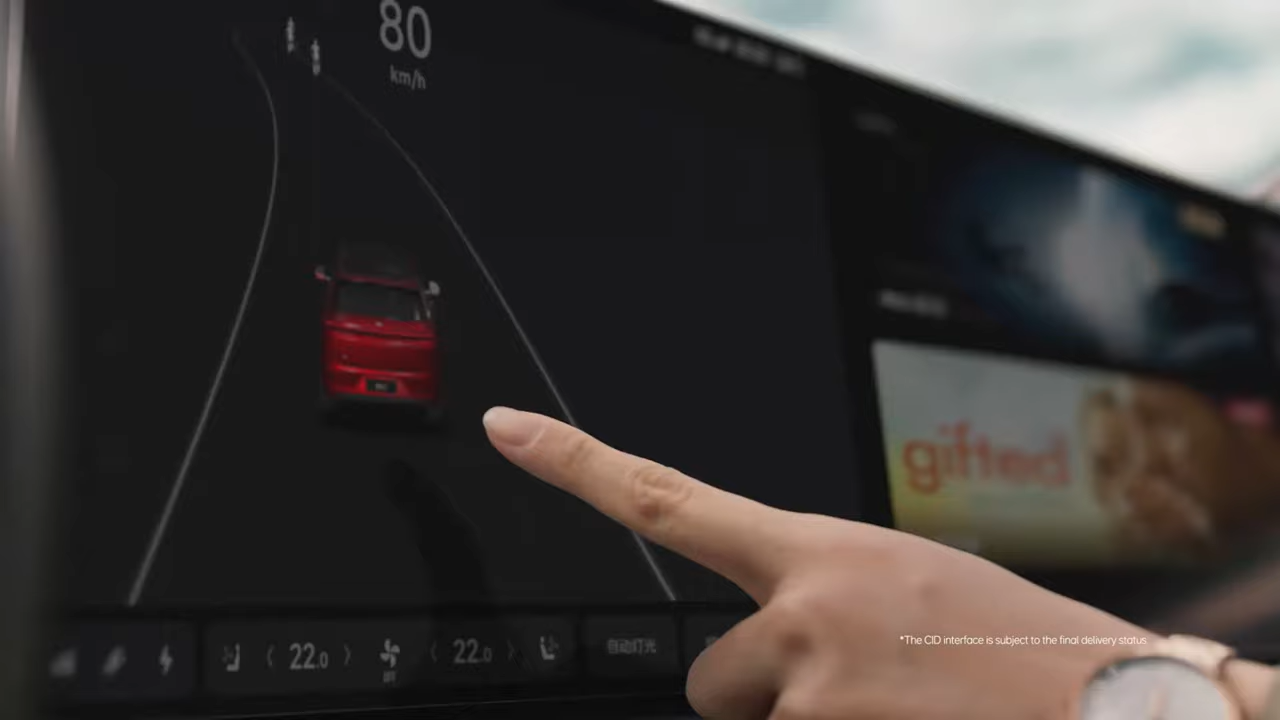 80
km/h
gifted
22.0
22.0
自动灯光
*The CID interface is subject to the final delivery status.